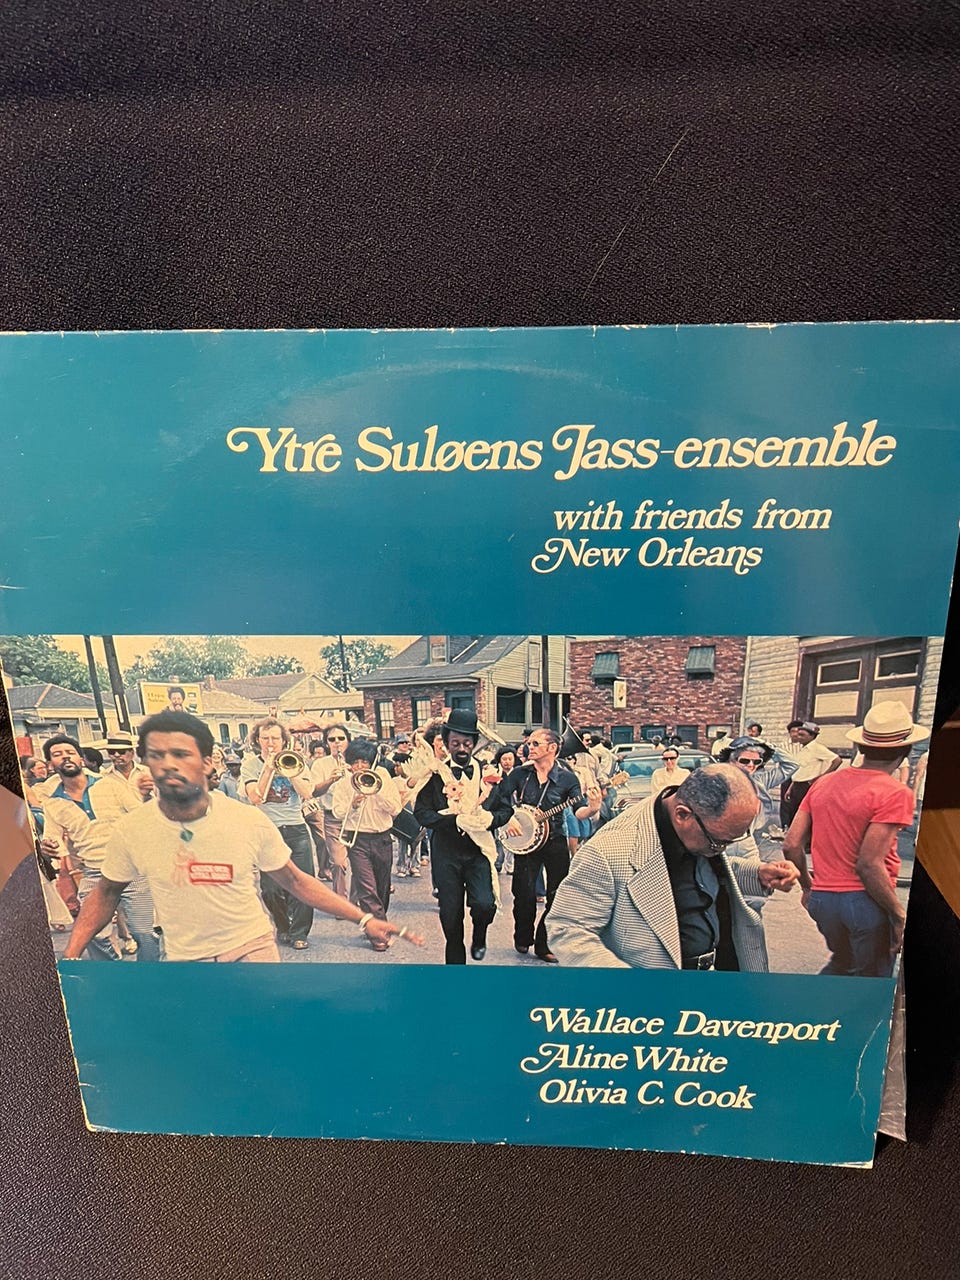 Ytre Suløens Jass-ensemble
with friends from
New Orleans
Wallace Davenport
Aline White
Olivia C. Cook